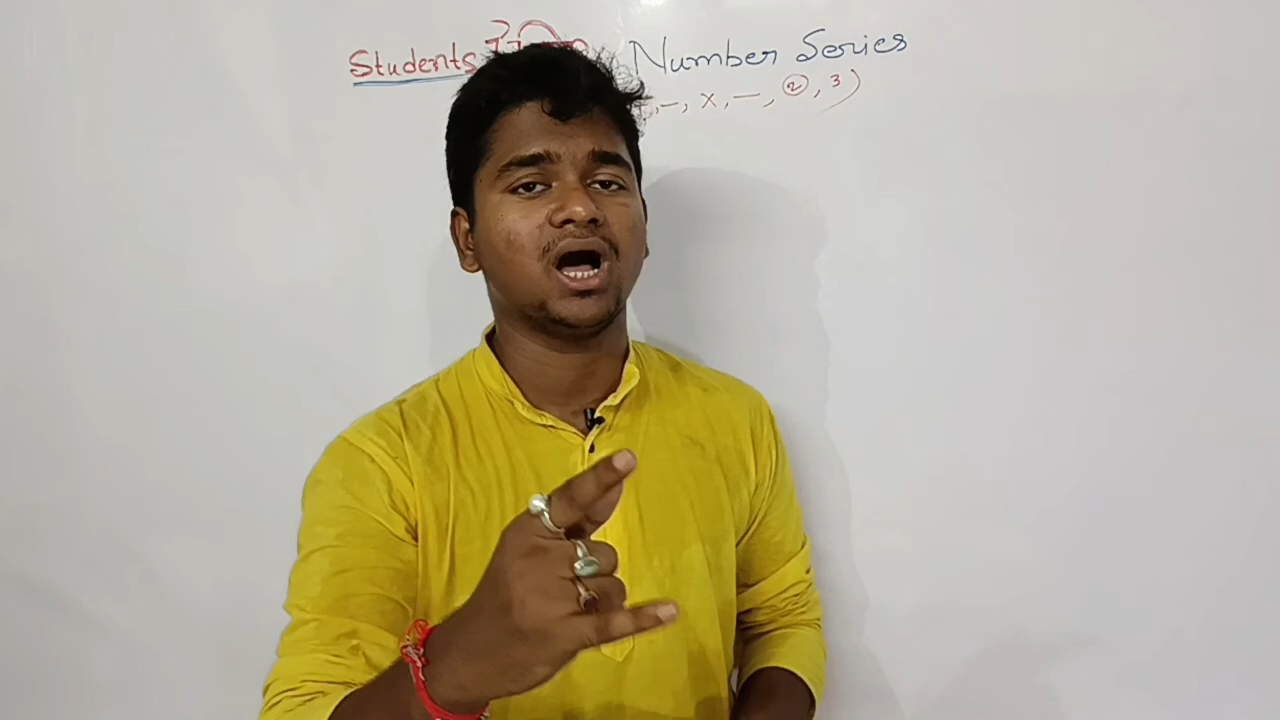 Students Number Series
, –, x, –, ②, 3)